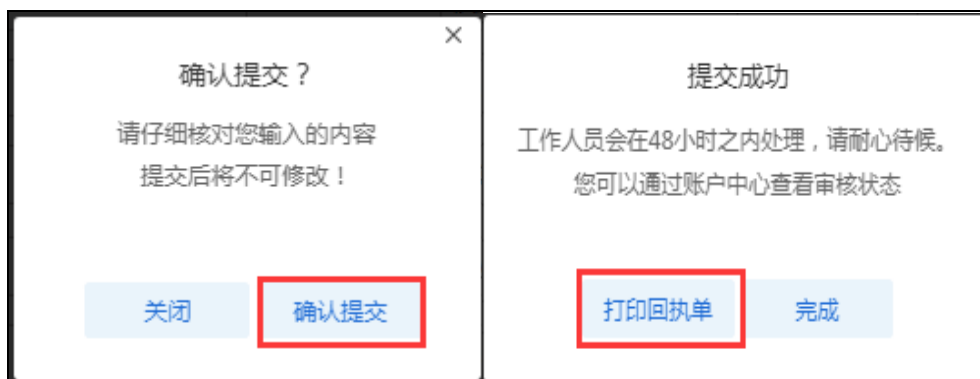 确认提交？
请仔细核对您输入的内容
提交后将不可修改！
关闭
确认提交
提交成功
工作人员会在48小时之内处理，请耐心待候。
您可以通过账户中心查看审核状态
打印回执单
完成